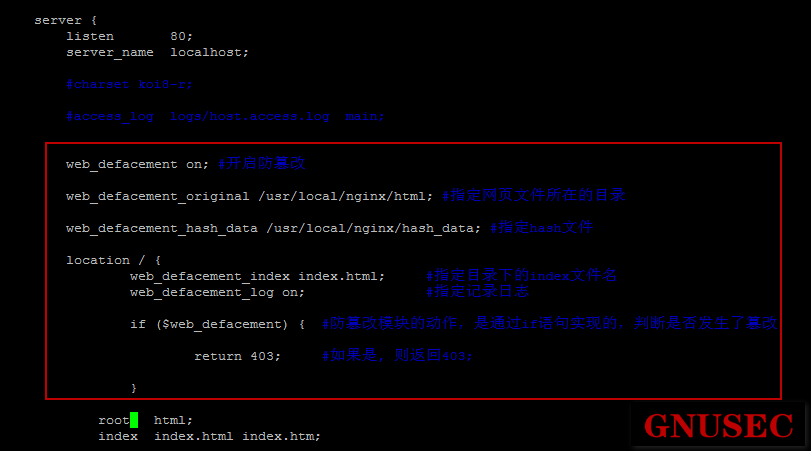 server {
listen 80;
server_name localhost;
#charset koi8-r;
#access_log logs/host.access.log main;
web_defacement on; #开启防篡改
web_defacement_original /usr/local/nginx/html; #指定网页文件所在的目录
web_defacement_hash_data /usr/local/nginx/hash_data; #指定hash文件
location / {
web_defacement_index index.html; #指定目录下的index文件名
web_defacement_log on; #指定记录日志
if ($web_defacement) { #防篡改模块的动作，是通过if语句实现的，判断是否发生了篡改
return 403; #如果是，则返回403;
}
root html;
index index.html index.htm;
GNUSEC